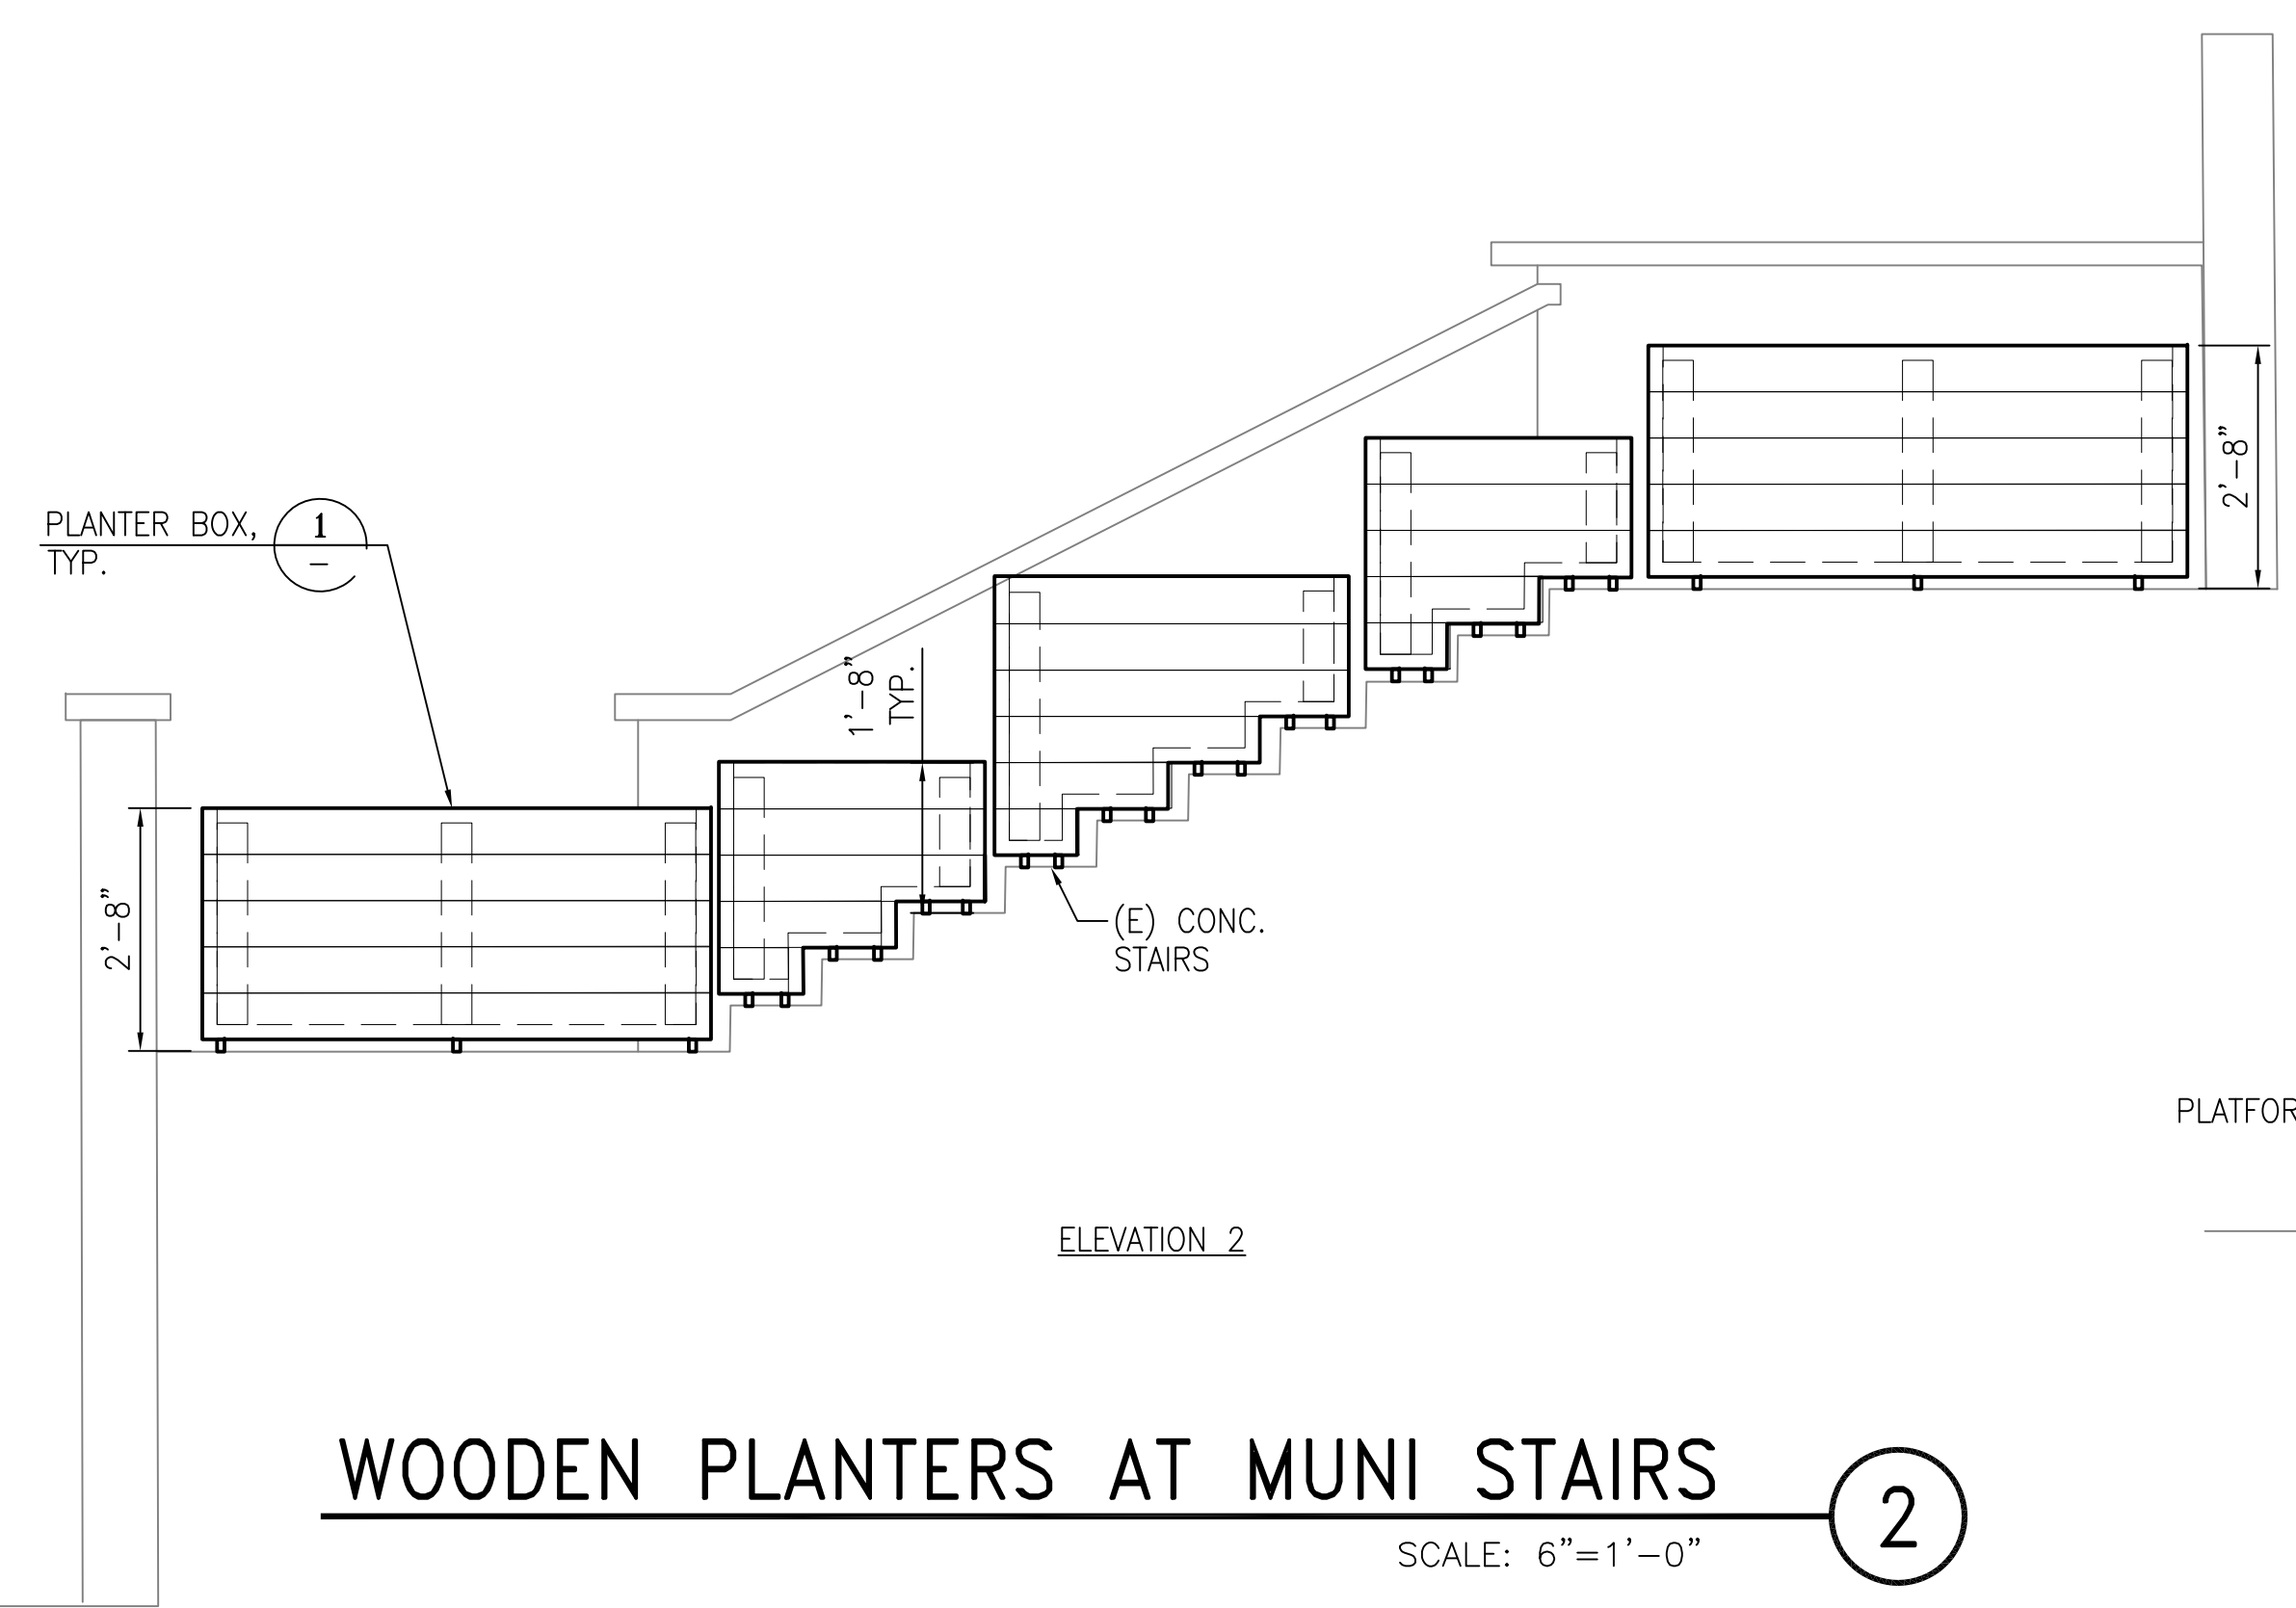 PLANTER BOX,
TYP.
1
–
2'-8"
1'-8"
TYP.
2'-8"
(E) CONC.
STAIRS
ELEVATION 2
WOODEN PLANTERS AT MUNI STAIRS
2
SCALE: 6"=1'-0"